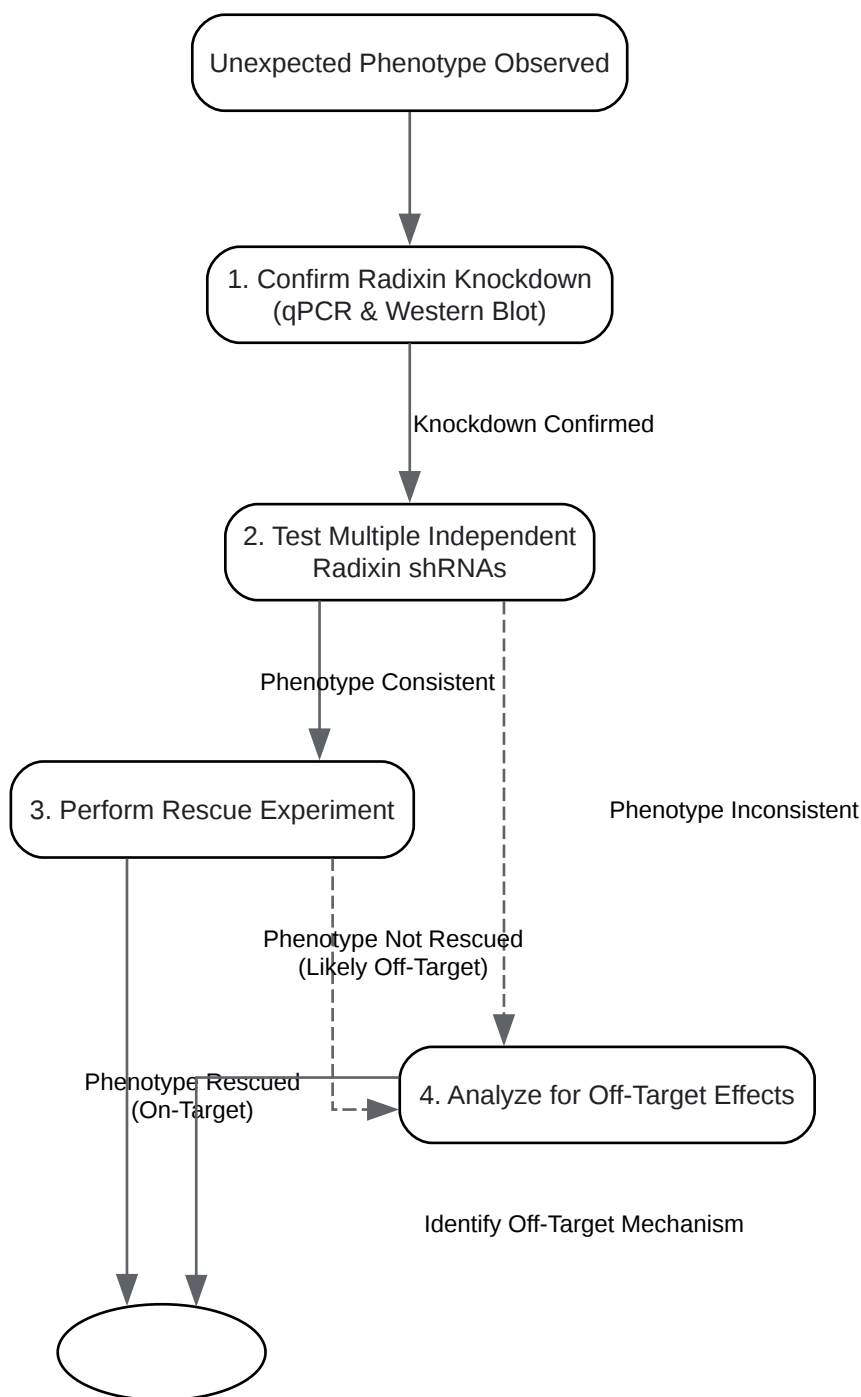 Unexpected Phenotype Observed
1. Confirm Radixin Knockdown
(qPCR & Western Blot)
Knockdown Confirmed
2. Test Multiple Independent
Radixin shRNAs
Phenotype Consistent
3. Perform Rescue Experiment
Phenotype Inconsistent
Phenotype Not Rescued
(Likely Off-Target)
Phenotype Rescued
(On-Target)
4. Analyze for Off-Target Effects
Identify Off-Target Mechanism